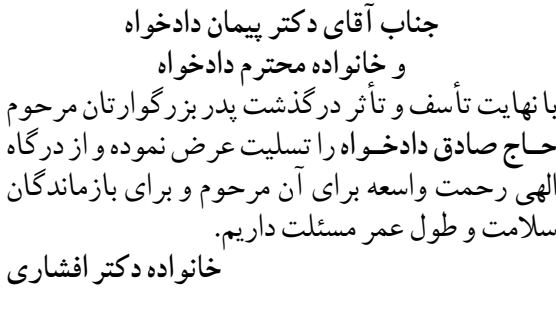 جناب آقای دکتر پیمان دادخواه
و خانواده محترم دادخواه
با نهایت تأسف و تأثر درگذشت پدر بزرگوارتان مرحوم
حـاج صادق دادخـواه را تسلیت عرض نموده و از درگاه
الهی رحمت واسعه برای آن مرحوم و برای بازماندگان
سلامت و طول عمر مسئلت داریم.
خانواده دکتر افشاری